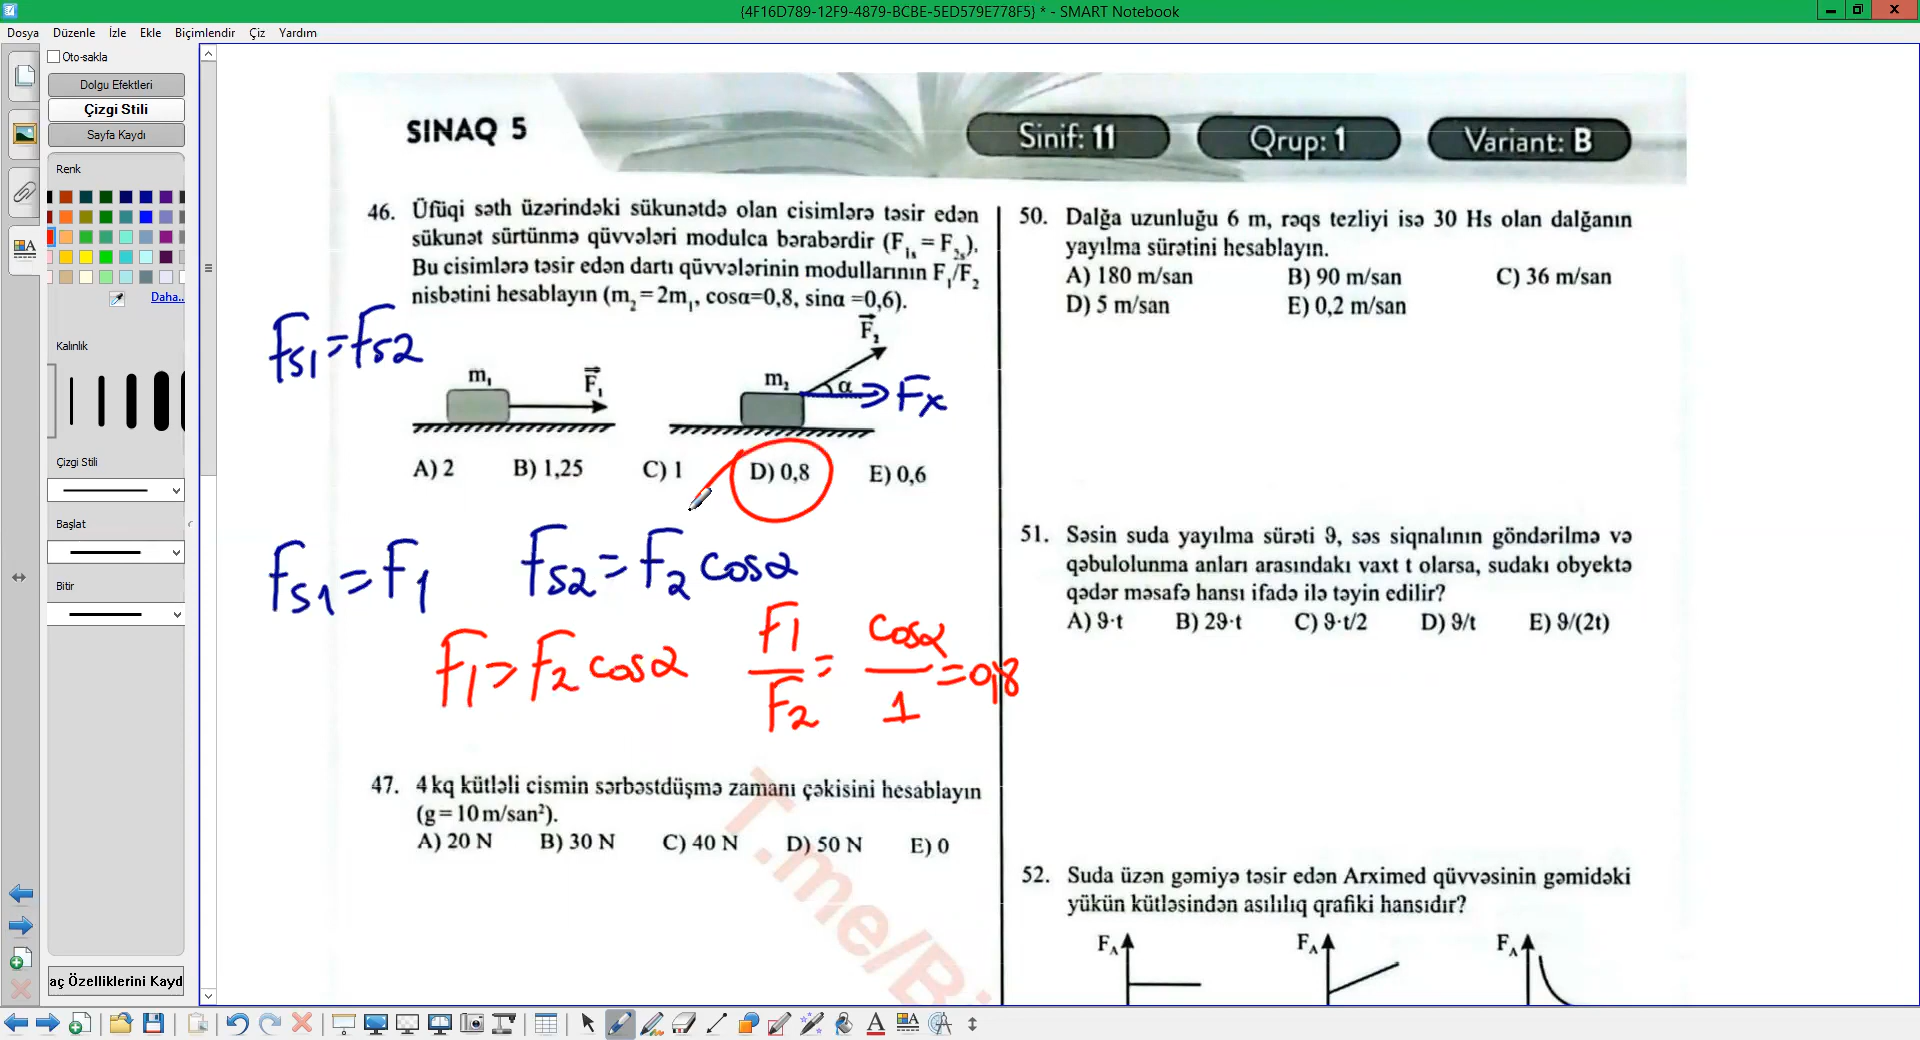 {4F16D789-12F9-4879-BCBE-5ED579E778F5} * - SMART Notebook
Dosya Düzenle İzle Ekle Biçimlendir Çiz Yardım
Oto-sakla
Dolgu Efektleri
Çizgi Stili
Sayfa Kaydı
Renk
Daha..
Kalınlık
Çizgi Stili
Başlat
Bitir
aç Özelliklerini Kayd
SINAQ 5
Sinif: 11
Qrup: 1
Variant: B
46. Üfüqi səth üzərindəki sükunətdə olan cisimlərə təsir edən
sükunət sürtünmə qüvvələri modulca bərabərdir (F1s = F2s).
Bu cisimlərə təsir edən dartı qüvvələrinin modullarının F1/F2
nisbətini hesablayın (m2 = 2m1, cosα=0,8, sinα =0,6).
Fs1=Fs2
m1 F1
m2 F2 α Fx
A) 2 B) 1,25 C) 1 D) 0,8 E) 0,6
Fs1=F1 Fs2=F2 cosα
F1=F2 cosα F1/F2 = cosα/1 =0,8
47. 4 kq kütləli cismin sərbəstdüşmə zamanı çəkisini hesablayın
(g = 10 m/san²).
A) 20 N B) 30 N C) 40 N D) 50 N E) 0
T.me/Bi
50. Dalğa uzunluğu 6 m, rəqs tezliyi isə 30 Hs olan dalğanın
yayılma sürətini hesablayın.
A) 180 m/san B) 90 m/san C) 36 m/san
D) 5 m/san E) 0,2 m/san
51. Səsin suda yayılma sürəti ϑ, səs siqnalının göndərilmə və
qəbulolunma anları arasındakı vaxt t olarsa, sudakı obyektə
qədər məsafə hansı ifadə ilə təyin edilir?
A) ϑ·t B) 2ϑ·t C) ϑ·t/2 D) ϑ/t E) ϑ/(2t)
52. Suda üzən gəmiyə təsir edən Arximed qüvvəsinin gəmidəki
yükün kütləsindən asılılıq qrafiki hansıdır?
FA FA FA